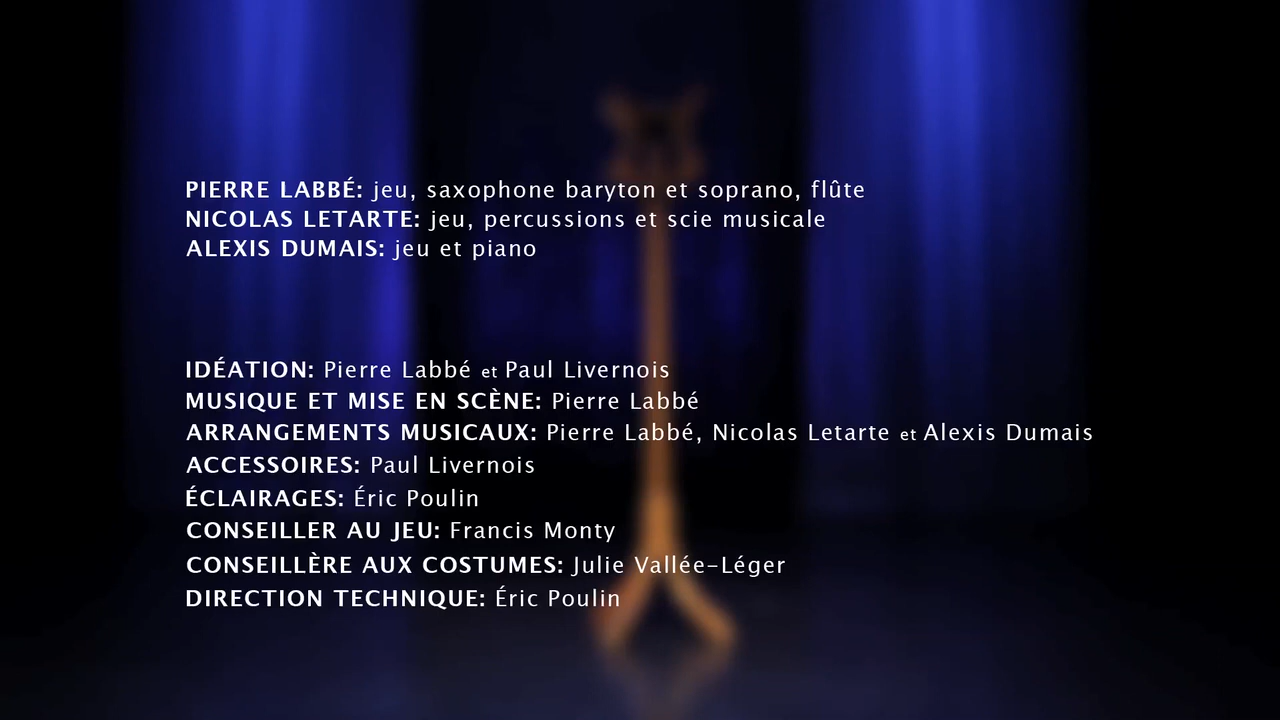 PIERRE LABBÉ: jeu, saxophone baryton et soprano, flûte
NICOLAS LETARTE: jeu, percussions et scie musicale
ALEXIS DUMAIS: jeu et piano
IDÉATION: Pierre Labbé et Paul Livernois
MUSIQUE ET MISE EN SCÈNE: Pierre Labbé
ARRANGEMENTS MUSICAUX: Pierre Labbé, Nicolas Letarte et Alexis Dumais
ACCESSOIRES: Paul Livernois
ÉCLAIRAGES: Éric Poulin
CONSEILLER AU JEU: Francis Monty
CONSEILLÈRE AUX COSTUMES: Julie Vallée-Léger
DIRECTION TECHNIQUE: Éric Poulin